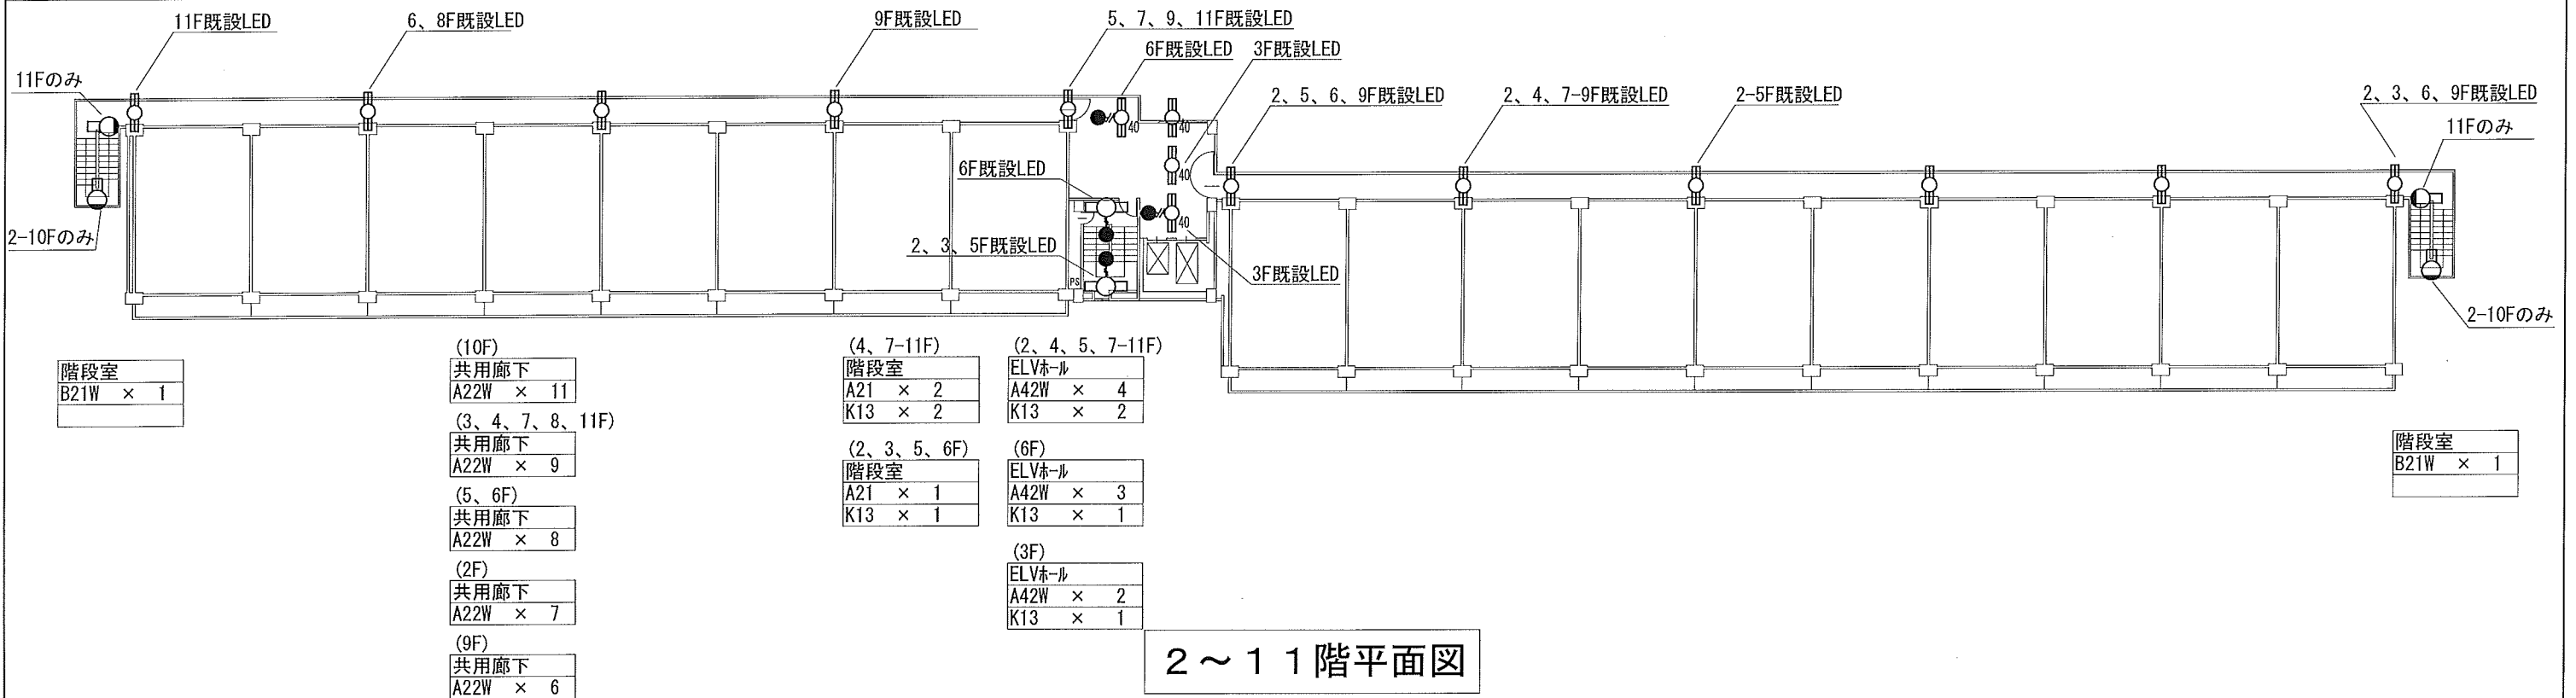 11F既設LED
6、8F既設LED
9F既設LED
5、7、9、11F既設LED
6F既設LED
3F既設LED
11Fのみ
2、5、6、9F既設LED
2、4、7-9F既設LED
2-5F既設LED
2、3、6、9F既設LED
11Fのみ
40
40
40
40
6F既設LED
2-10Fのみ
2、3、5F既設LED
3F既設LED
PS
2-10Fのみ
階段室
B21W × 1
(10F)
共用廊下
A22W × 11
(3、4、7、8、11F)
共用廊下
A22W × 9
(5、6F)
共用廊下
A22W × 8
(2F)
共用廊下
A22W × 7
(9F)
共用廊下
A22W × 6
(4、7-11F)
階段室
A21 × 2
K13 × 2
(2、3、5、6F)
階段室
A21 × 1
K13 × 1
(2、4、5、7-11F)
ELVホール
A42W × 4
K13 × 2
(6F)
ELVホール
A42W × 3
K13 × 1
(3F)
ELVホール
A42W × 2
K13 × 1
階段室
B21W × 1
2～11階平面図